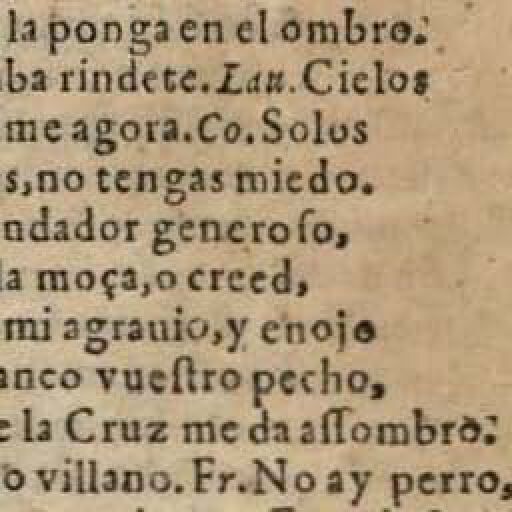 la ponga en el ombro.
ba rindete. Lau. Cielos
me agora. Co. Solos
s, no tengas miedo.
ndador generoſo,
la moça, o creed,
mi agrauio, y enojo
anco vueſtro pecho,
e la Cruz me da aſſombro:
o villano. Fr. No ay perro,